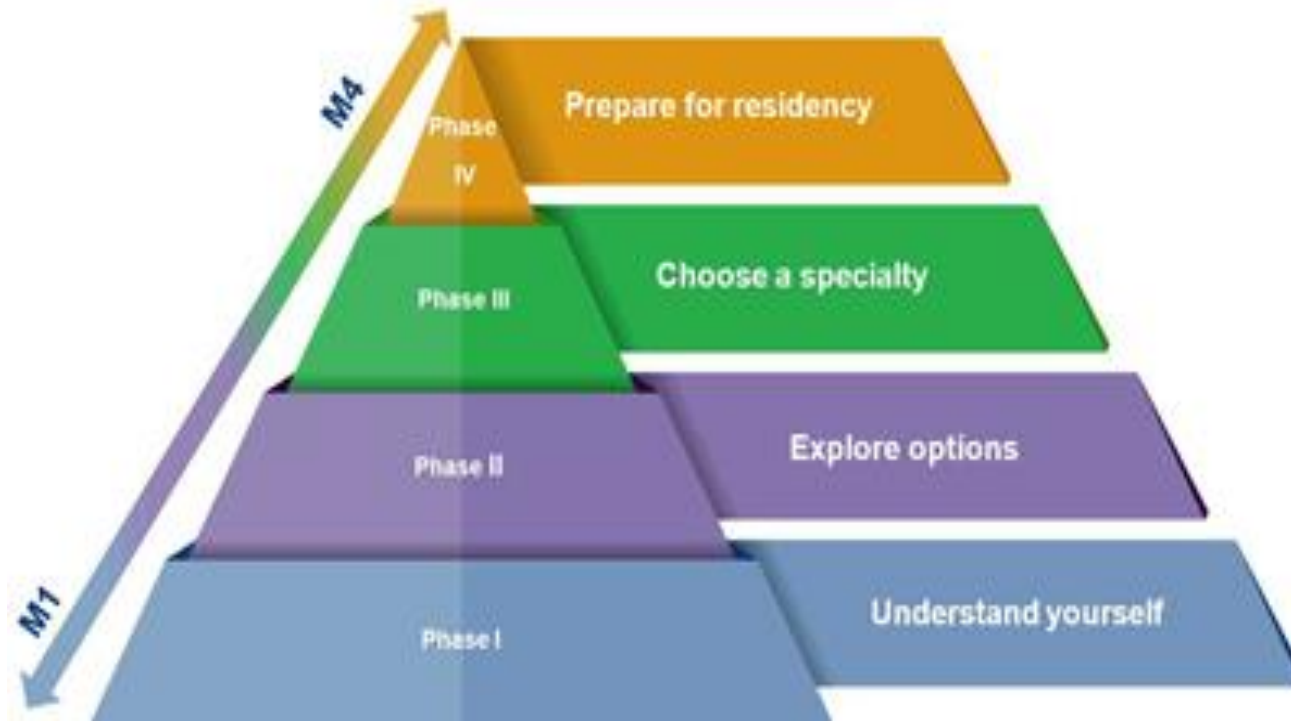 M4
Phase
IV
Prepare for residency
Phase III
Choose a specialty
Phase II
Explore options
M1
Phase I
Understand yourself